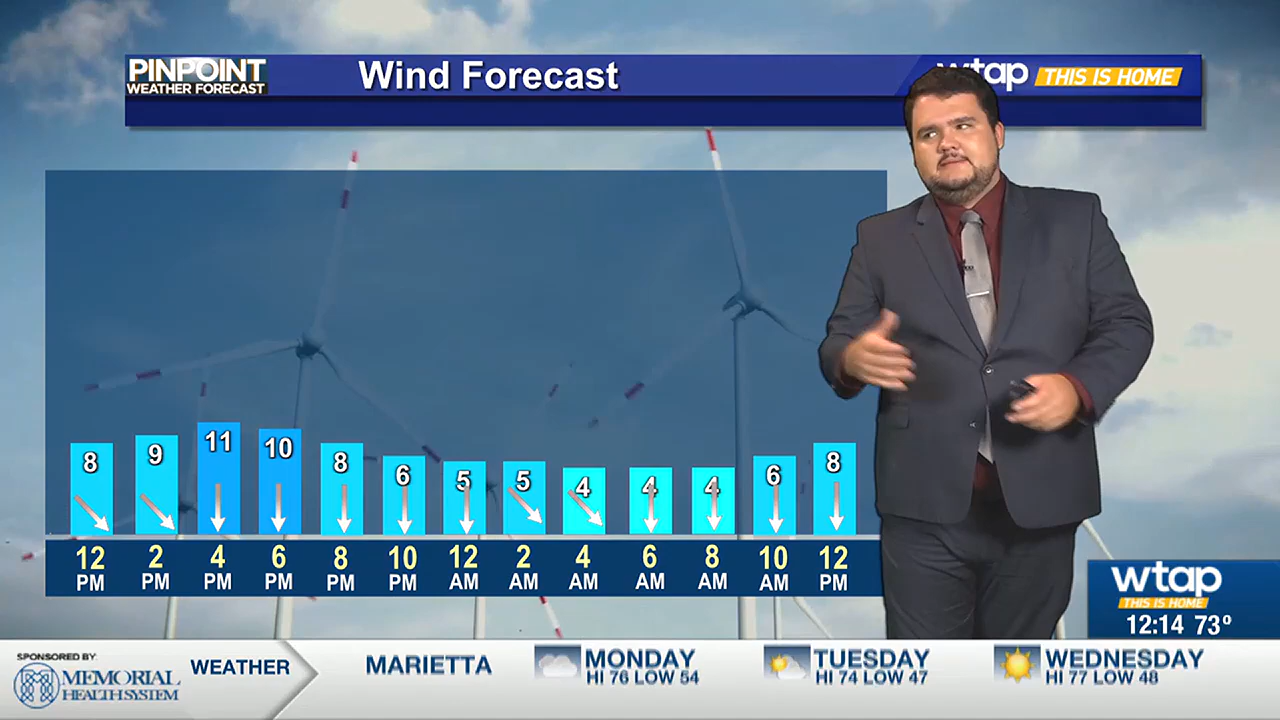 PINPOINT
WEATHER FORECAST
Wind Forecast
wtap THIS IS HOME
8 9 11 10 8 6 5 5 4 4 4 6 8
12 2 4 6 8 10 12 2 4 6 8 10 12
PM PM PM PM PM PM AM AM AM AM AM AM PM
wtap
THIS IS HOME
12:14 73°
SPONSORED BY:
MEMORIAL
HEALTH SYSTEM
WEATHER
MARIETTA
MONDAY
HI 76 LOW 54
TUESDAY
HI 74 LOW 47
WEDNESDAY
HI 77 LOW 48